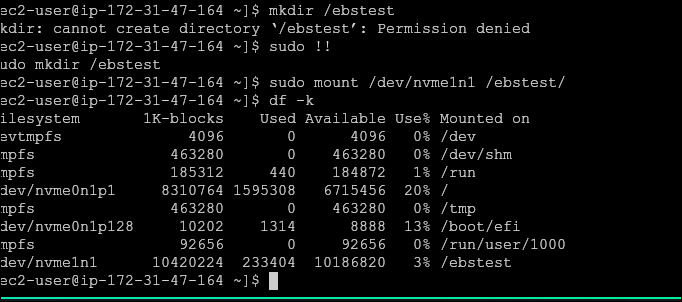 ec2-user@ip-172-31-47-164 ~]$ mkdir /ebstest
kdir: cannot create directory ‘/ebstest’: Permission denied
ec2-user@ip-172-31-47-164 ~]$ sudo !!
udo mkdir /ebstest
ec2-user@ip-172-31-47-164 ~]$ sudo mount /dev/nvme1n1 /ebstest/
ec2-user@ip-172-31-47-164 ~]$ df -k
ilesystem 1K-blocks Used Available Use% Mounted on
evtmpfs 4096 0 4096 0% /dev
mpfs 463280 0 463280 0% /dev/shm
mpfs 185312 440 184872 1% /run
dev/nvme0n1p1 8310764 1595308 6715456 20% /
mpfs 463280 0 463280 0% /tmp
dev/nvme0n1p128 10202 1314 8888 13% /boot/efi
mpfs 92656 0 92656 0% /run/user/1000
dev/nvme1n1 10420224 233404 10186820 3% /ebstest
ec2-user@ip-172-31-47-164 ~]$